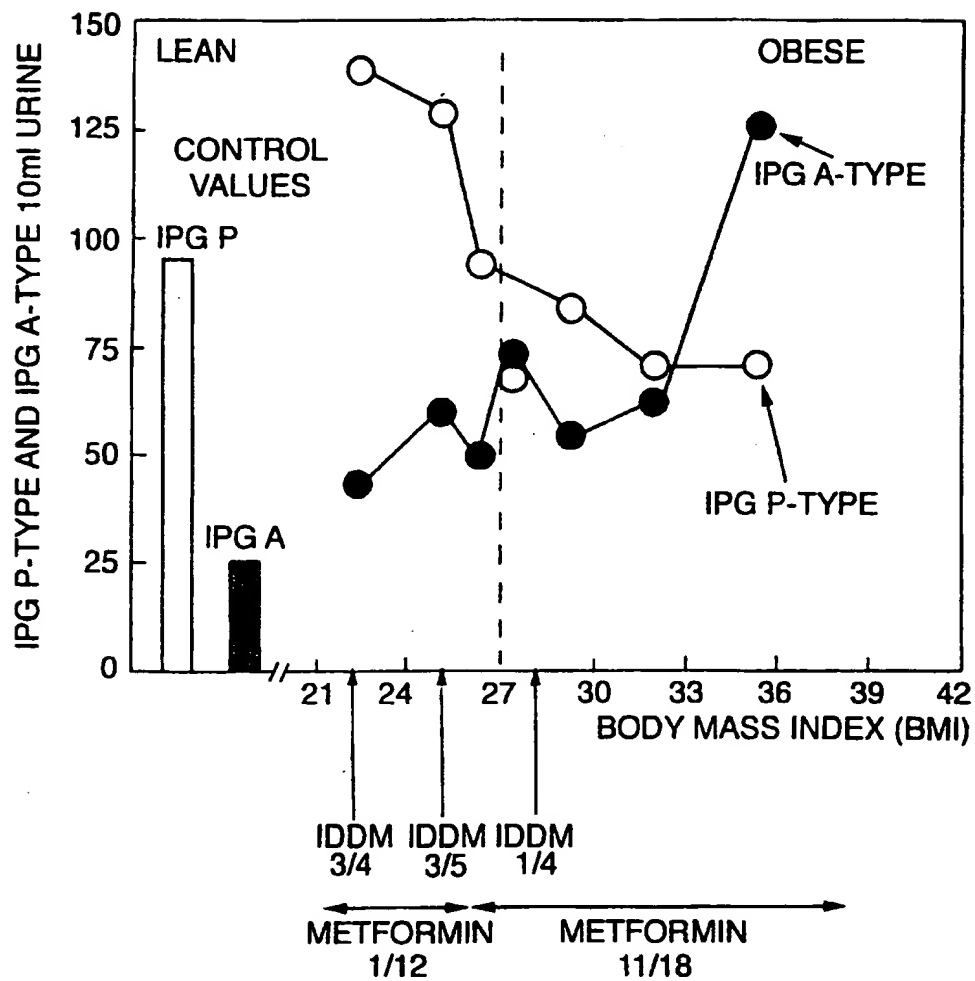 IPG P-TYPE AND IPG A-TYPE 10ml URINE
150
125
100
75
50
25
0
LEAN
OBESE
CONTROL
VALUES
IPG P
IPG A
IPG A-TYPE
IPG P-TYPE
21 24 27 30 33 36 39 42
BODY MASS INDEX (BMI)
IDDM IDDM IDDM
3/4 3/5 1/4
METFORMIN METFORMIN
1/12 11/18